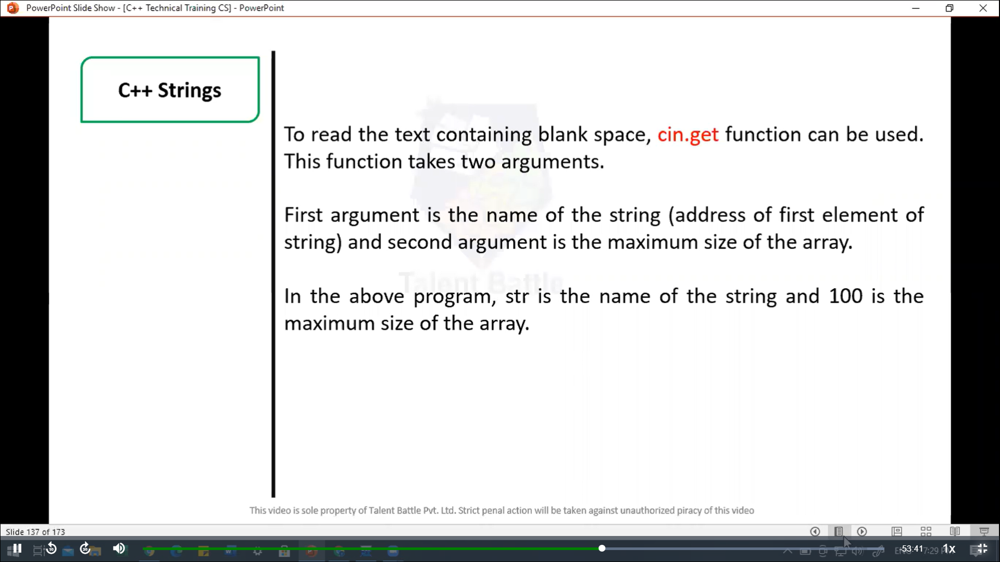 PowerPoint Slide Show - [C++ Technical Training CS] - PowerPoint
C++ Strings
To read the text containing blank space, cin.get function can be used.
This function takes two arguments.
First argument is the name of the string (address of first element of
string) and second argument is the maximum size of the array.
Talent Battle
In the above program, str is the name of the string and 100 is the
maximum size of the array.
This video is sole property of Talent Battle Pvt. Ltd. Strict penal action will be taken against unauthorized piracy of this video
Slide 137 of 173
10
30
-53:41
1x